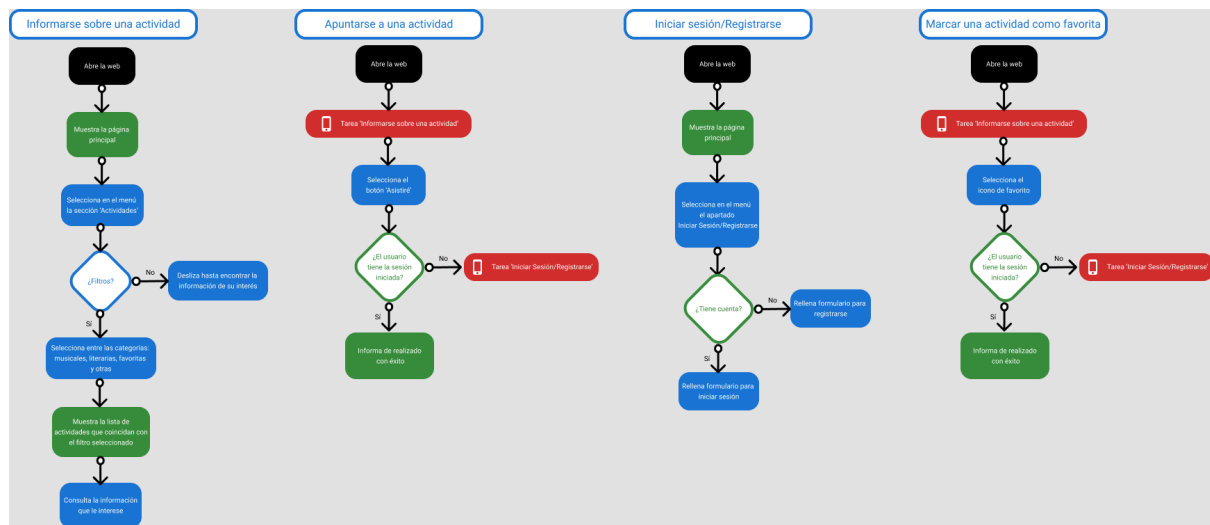 Informarse sobre una actividad
Abre la web
Muestra la página
principal
Selecciona en el menú
la sección 'Actividades'
¿Filtros?
No
Desliza hasta encontrar la
información de su interés
Sí
Selecciona entre las categorías:
musicales, literarias, favoritas
y otras
Muestra la lista de
actividades que coincidan con
el filtro seleccionado
Consulta la información
que le interese
Apuntarse a una actividad
Abre la web
Tarea 'Informarse sobre una actividad'
Selecciona el
botón 'Asistiré'
¿El usuario
tiene la sesión
iniciada?
No
Tarea 'Iniciar Sesión/Registrarse'
Sí
Informa de realizado
con éxito
Iniciar sesión/Registrarse
Abre la web
Muestra la página
principal
Selecciona en el menú
el apartado
Iniciar Sesión/Registrarse
¿Tiene cuenta?
No
Rellena formulario para
registrarse
Sí
Rellena formulario para
iniciar sesión
Marcar una actividad como favorita
Abre la web
Tarea 'Informarse sobre una actividad'
Selecciona el
icono de favorito
¿El usuario
tiene la sesión
iniciada?
No
Tarea 'Iniciar Sesión/Registrarse'
Sí
Informa de realizado
con éxito